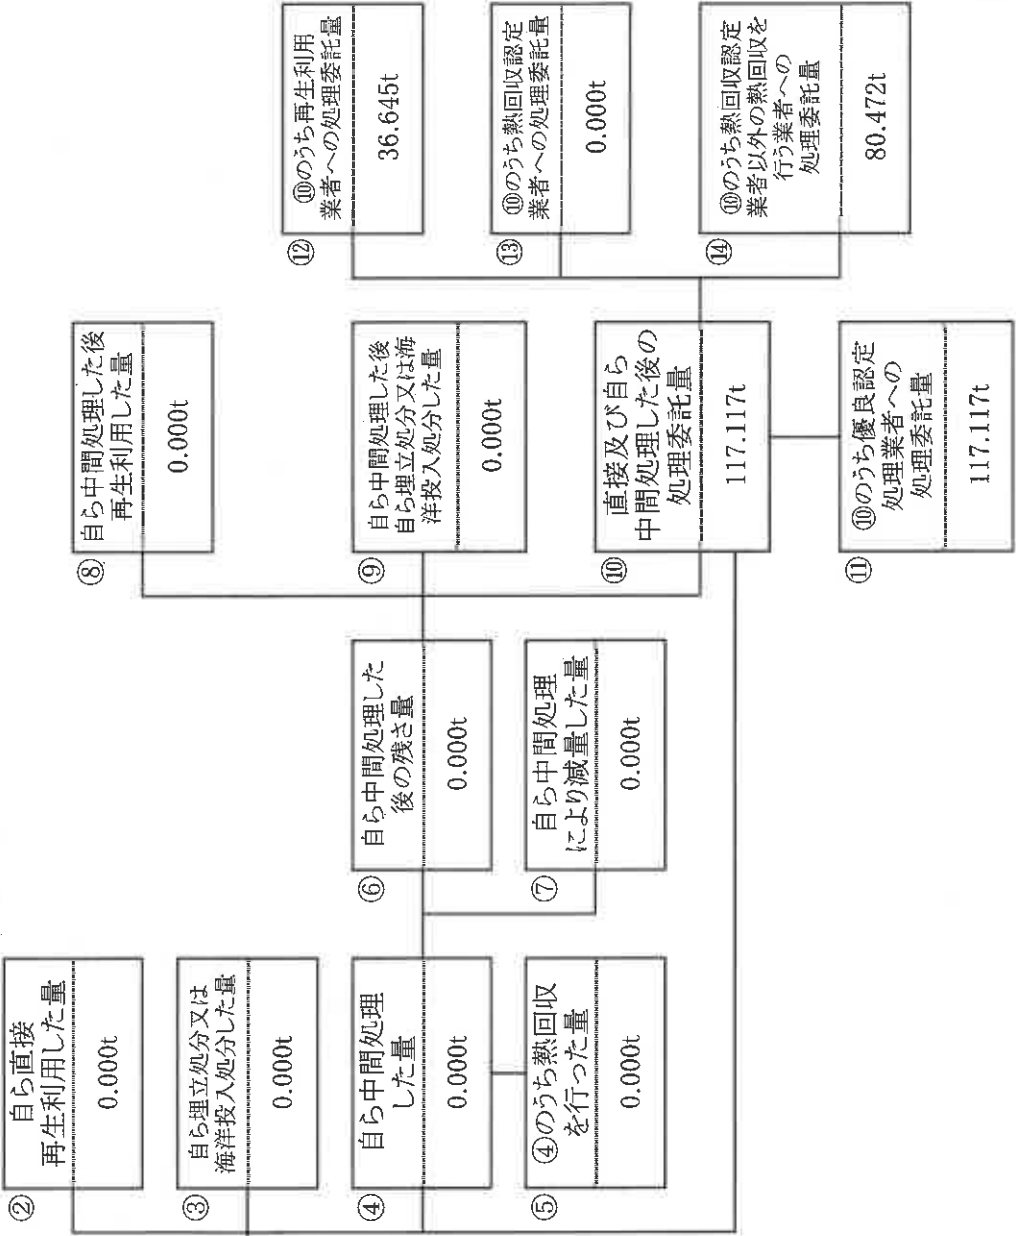 ②
自ら直接
再生利用した量
0.000t
③
自ら埋立処分又は
海洋投入処分した量
0.000t
④
自ら中間処理
した量
0.000t
⑤
④のうち熱回収
を行った量
0.000t
⑥
自ら中間処理した
後の残さ量
0.000t
⑦
自ら中間処理
により減量した量
0.000t
⑧
自ら中間処理した後
再生利用した量
0.000t
⑨
自ら中間処理した後
自ら埋立処分又は海
洋投入処分した量
0.000t
⑩
直接及び自ら
中間処理した後の
処理委託量
117.117t
⑪
⑩のうち優良認定
処理業者への
処理委託量
117.117t
⑫
⑩のうち再生利用
業者への処理委託量
36.645t
⑬
⑩のうち熱回収認定
業者への処理委託量
0.000t
⑭
⑩のうち熱回収認定
業者以外の熱回収を
行う業者への
処理委託量
80.472t